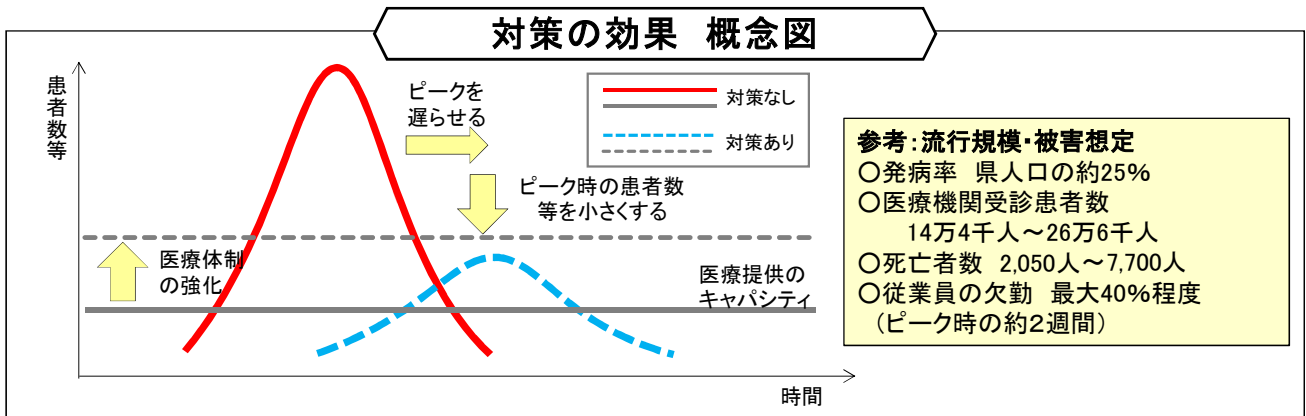 対策の効果 概念図
患者数等
ピークを
遅らせる
対策なし
対策あり
ピーク時の患者数
等を小さくする
医療体制
の強化
医療提供の
キャパシティ
時間
参考:流行規模・被害想定
○発病率 県人口の約25%
○医療機関受診患者数
14万4千人~26万6千人
○死亡者数 2,050人~7,700人
○従業員の欠勤 最大40%程度
(ピーク時の約2週間)